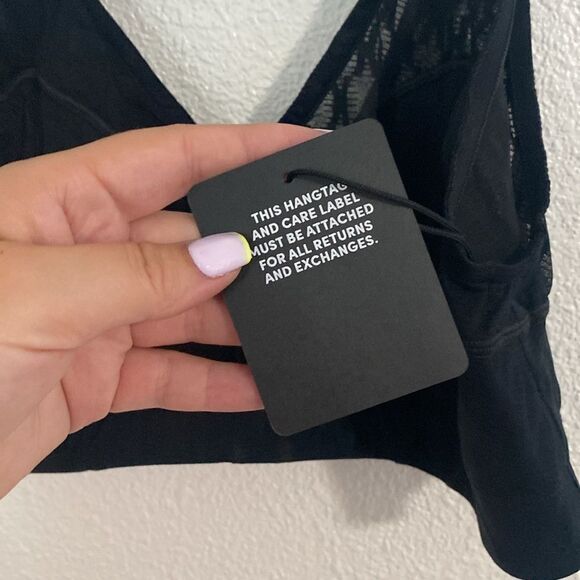 THIS HANGTAG
AND CARE LABEL
MUST BE ATTACHED
FOR ALL RETURNS
AND EXCHANGES.